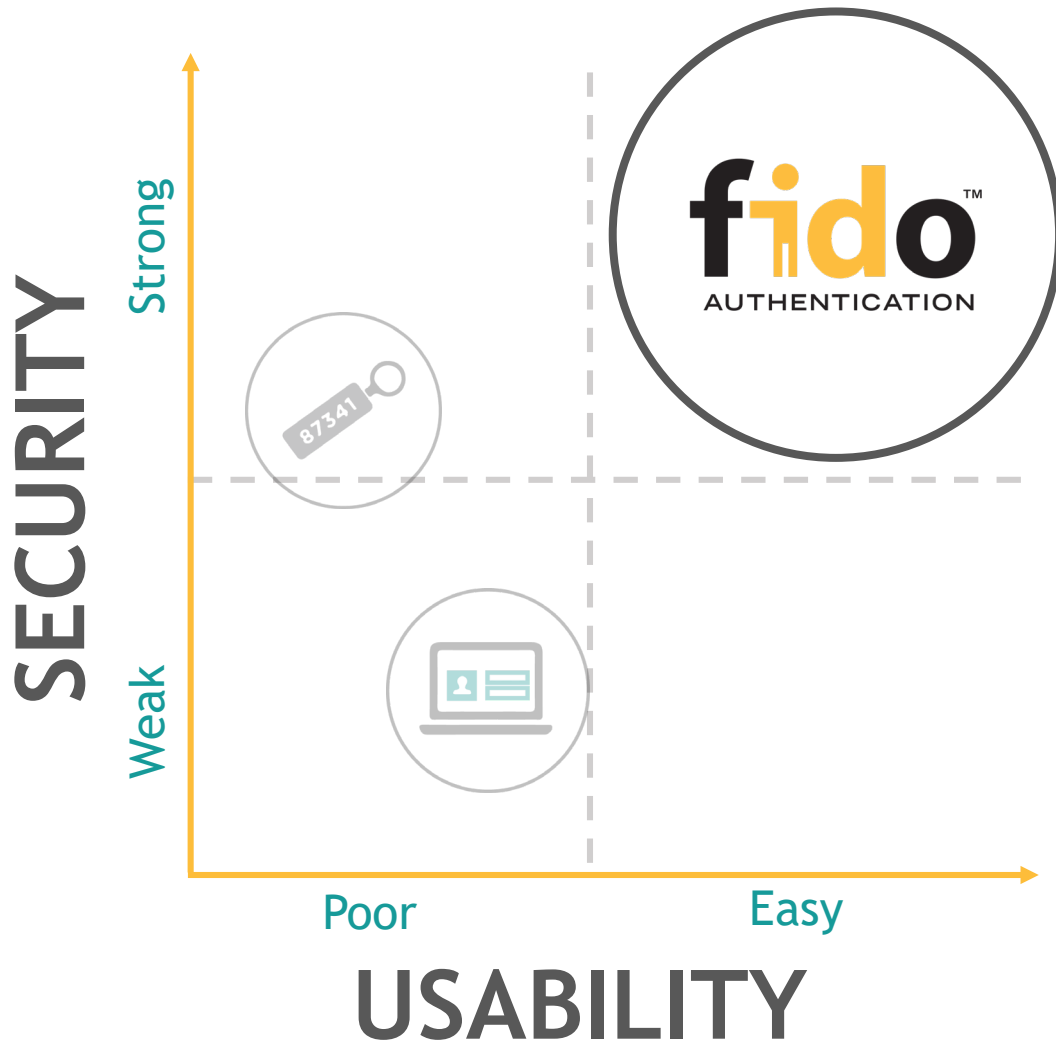 SECURITY
Strong
Weak
fido™
AUTHENTICATION
87341
Poor
Easy
USABILITY